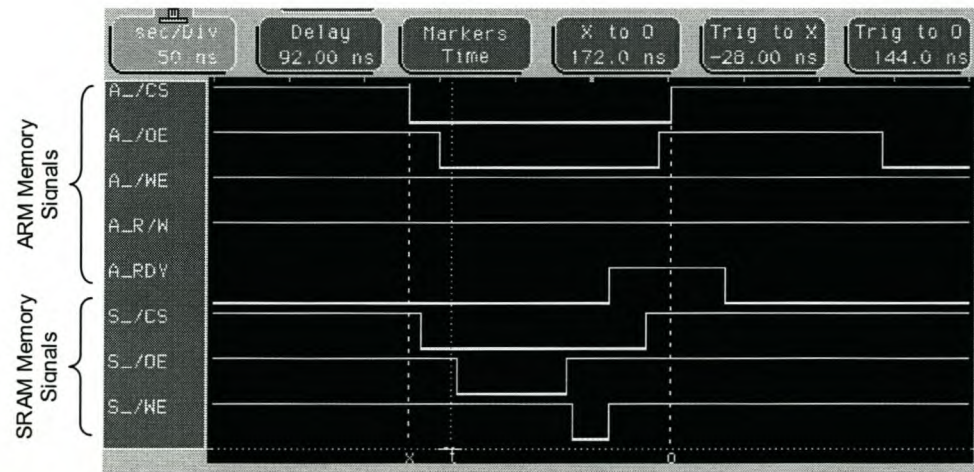 sec/Div
50 ns
Delay
92.00 ns
Markers
Time
X to O
172.0 ns
Trig to X
-28.00 ns
Trig to O
144.0 ns
ARM Memory
Signals
A_/CS
A_/OE
A_/WE
A_R/W
A_RDY
SRAM Memory
Signals
S_/CS
S_/OE
S_/WE
X
t
O